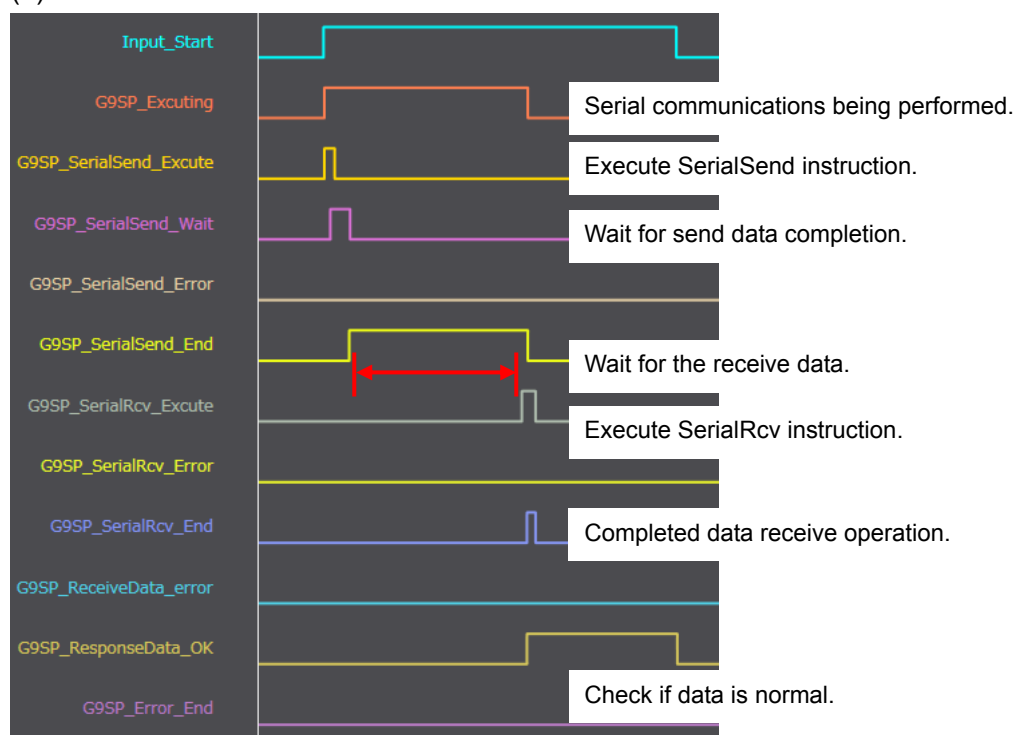 Input_Start
G9SP_Excuting
Serial communications being performed.
G9SP_SerialSend_Excute
Execute SerialSend instruction.
G9SP_SerialSend_Wait
Wait for send data completion.
G9SP_SerialSend_Error
G9SP_SerialSend_End
Wait for the receive data.
G9SP_SerialRcv_Excute
Execute SerialRcv instruction.
G9SP_SerialRcv_Error
G9SP_SerialRcv_End
Completed data receive operation.
G9SP_ReceiveData_error
G9SP_ResponseData_OK
Check if data is normal.
G9SP_Error_End